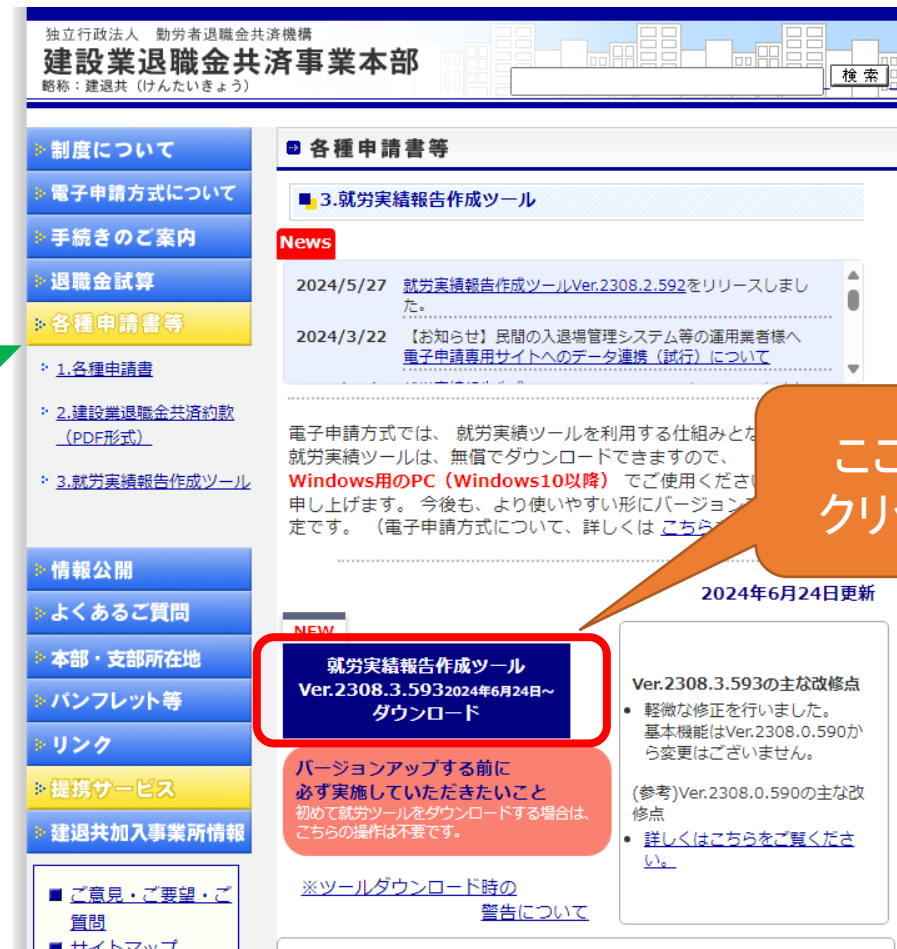 独立行政法人 勤労者退職金共済機構
建設業退職金共済事業本部
略称：建退共（けんたいきょう）
検索
制度について
電子申請方式について
手続きのご案内
退職金試算
各種申請書等
1.各種申請書
2.建設業退職金共済約款
（PDF形式）
3.就労実績報告作成ツール
情報公開
よくあるご質問
本部・支部所在地
パンフレット等
リンク
提携サービス
建退共加入事業所情報
ご意見・ご要望・ご
質問
サイトマップ
各種申請書等
3.就労実績報告作成ツール
News
2024/5/27 就労実績報告作成ツールVer.2308.2.592をリリースしまし
た。
2024/3/22 【お知らせ】民間の入退場管理システム等の運用業者様へ
電子申請専用サイトへのデータ連携（試行）について
電子申請方式では、 就労実績ツールを利用する仕組みとな
就労実績ツールは、無償でダウンロードできますので、
Windows用のPC（Windows10以降） でご使用くださ
申し上げます。 今後も、より使いやすい形にバージョン
定です。 （電子申請方式について、詳しくは こちら
ここ
クリ
2024年6月24日更新
NEW
就労実績報告作成ツール
Ver.2308.3.5932024年6月24日～
ダウンロード
バージョンアップする前に
必ず実施していただきたいこと
初めて就労ツールをダウンロードする場合は、
こちらの操作は不要です。
※ツールダウンロード時の
警告について
Ver.2308.3.593の主な改修点
軽微な修正を行いました。
基本機能はVer.2308.0.590か
ら変更はございません。
(参考)Ver.2308.0.590の主な改
修点
詳しくはこちらをご覧くださ
い。